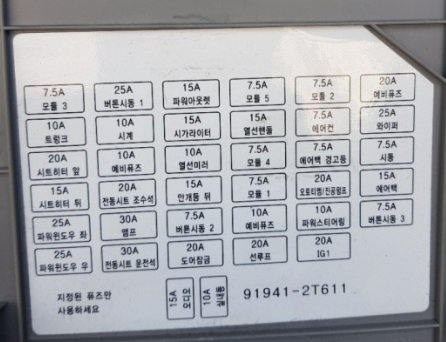 7.5A 25A 15A 7.5A 7.5A 20A
모듈 3 버튼시동 1 파워아웃렛 모듈 5 모듈 2 예비퓨즈
10A 10A 15A 15A 7.5A 25A
트렁크 시계 시가라이터 열선핸들 에어컨 와이퍼
20A 10A 10A 7.5A 7.5A 7.5A
시트히터 앞 예비퓨즈 열선미러 모듈 4 에어백 경고등 시동
15A 20A 15A 7.5A 20A 15A
시트히터 뒤 전동시트 조수석 안개등 뒤 모듈 1 오토티엠/진공펌프 에어백
25A 30A 7.5A 10A 10A 7.5A
파워윈도우 좌 앰프 버튼시동 2 예비퓨즈 파워스티어링 버튼시동 3
25A 30A 20A 20A 20A
파워윈도우 우 전동시트 운전석 도어잠금 선루프 IG1
지정된 퓨즈만
사용하세요
15A 오디오
10A 실내등
91941-2T611